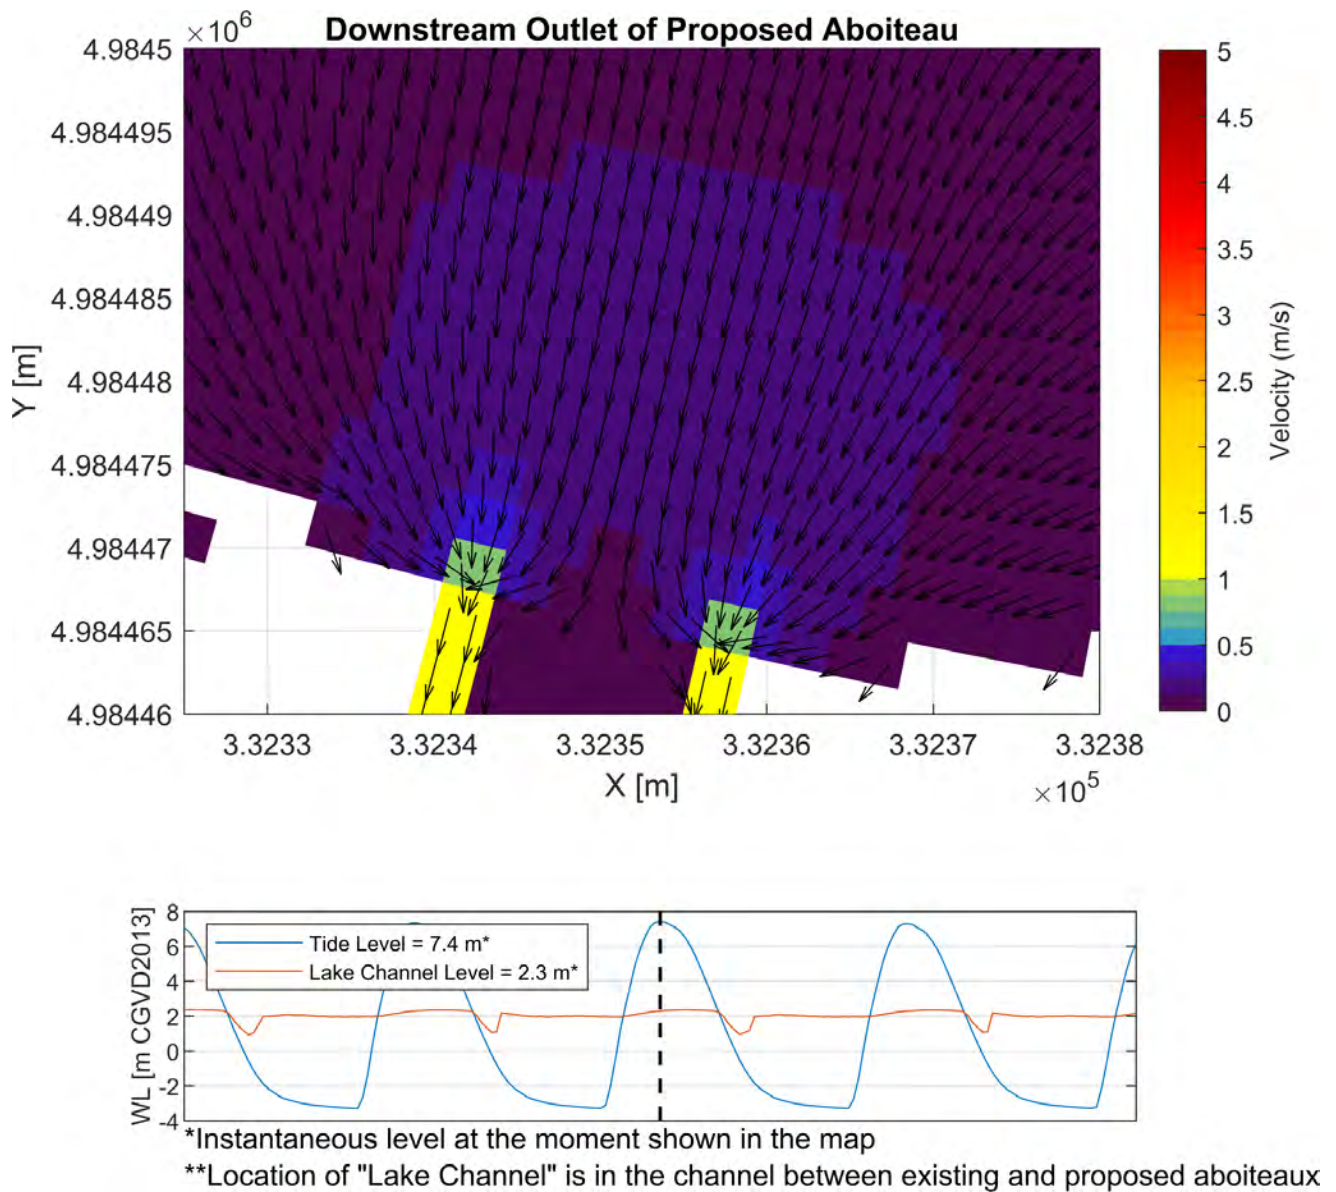 Downstream Outlet of Proposed Aboiteau
×10⁶
4.9845
4.984495
4.98449
4.984485
4.98448
4.984475
4.98447
4.984465
4.98446
Y [m]
3.3233 3.3234 3.3235 3.3236 3.3237 3.3238
X [m]
×10⁵
5
4.5
4
3.5
3
2.5
2
1.5
1
0.5
0
Velocity (m/s)
8
6
4
2
0
-2
-4
WL [m CGVD2013]
Tide Level = 7.4 m*
Lake Channel Level = 2.3 m*
*Instantaneous level at the moment shown in the map
**Location of "Lake Channel" is in the channel between existing and proposed aboiteaux